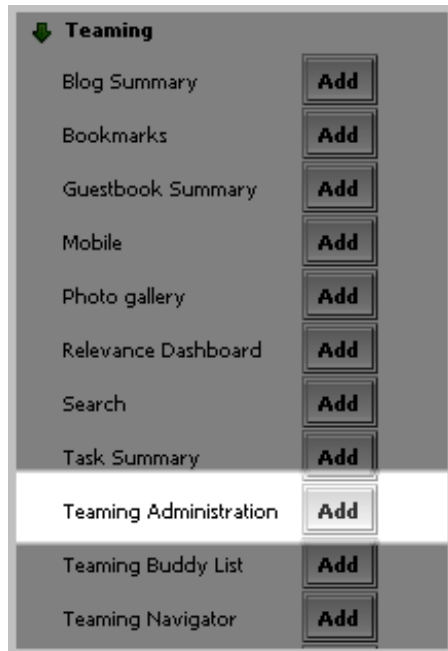 Teaming
Blog Summary Add
Bookmarks Add
Guestbook Summary Add
Mobile Add
Photo gallery Add
Relevance Dashboard Add
Search Add
Task Summary Add
Teaming Administration Add
Teaming Buddy List Add
Teaming Navigator Add